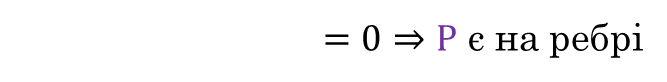 = 0 ⇒ P є на ребрі